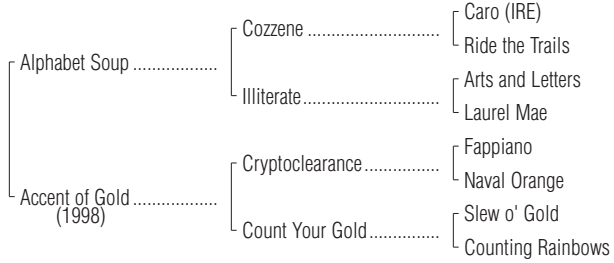 Caro (IRE)
Cozzene ....................
Ride the Trails
Alphabet Soup .................
Arts and Letters
Illiterate.............................
Laurel Mae
Fappiano
Cryptoclearance................
Naval Orange
Accent of Gold .................
(1998)
Slew o' Gold
Count Your Gold...............
Counting Rainbows